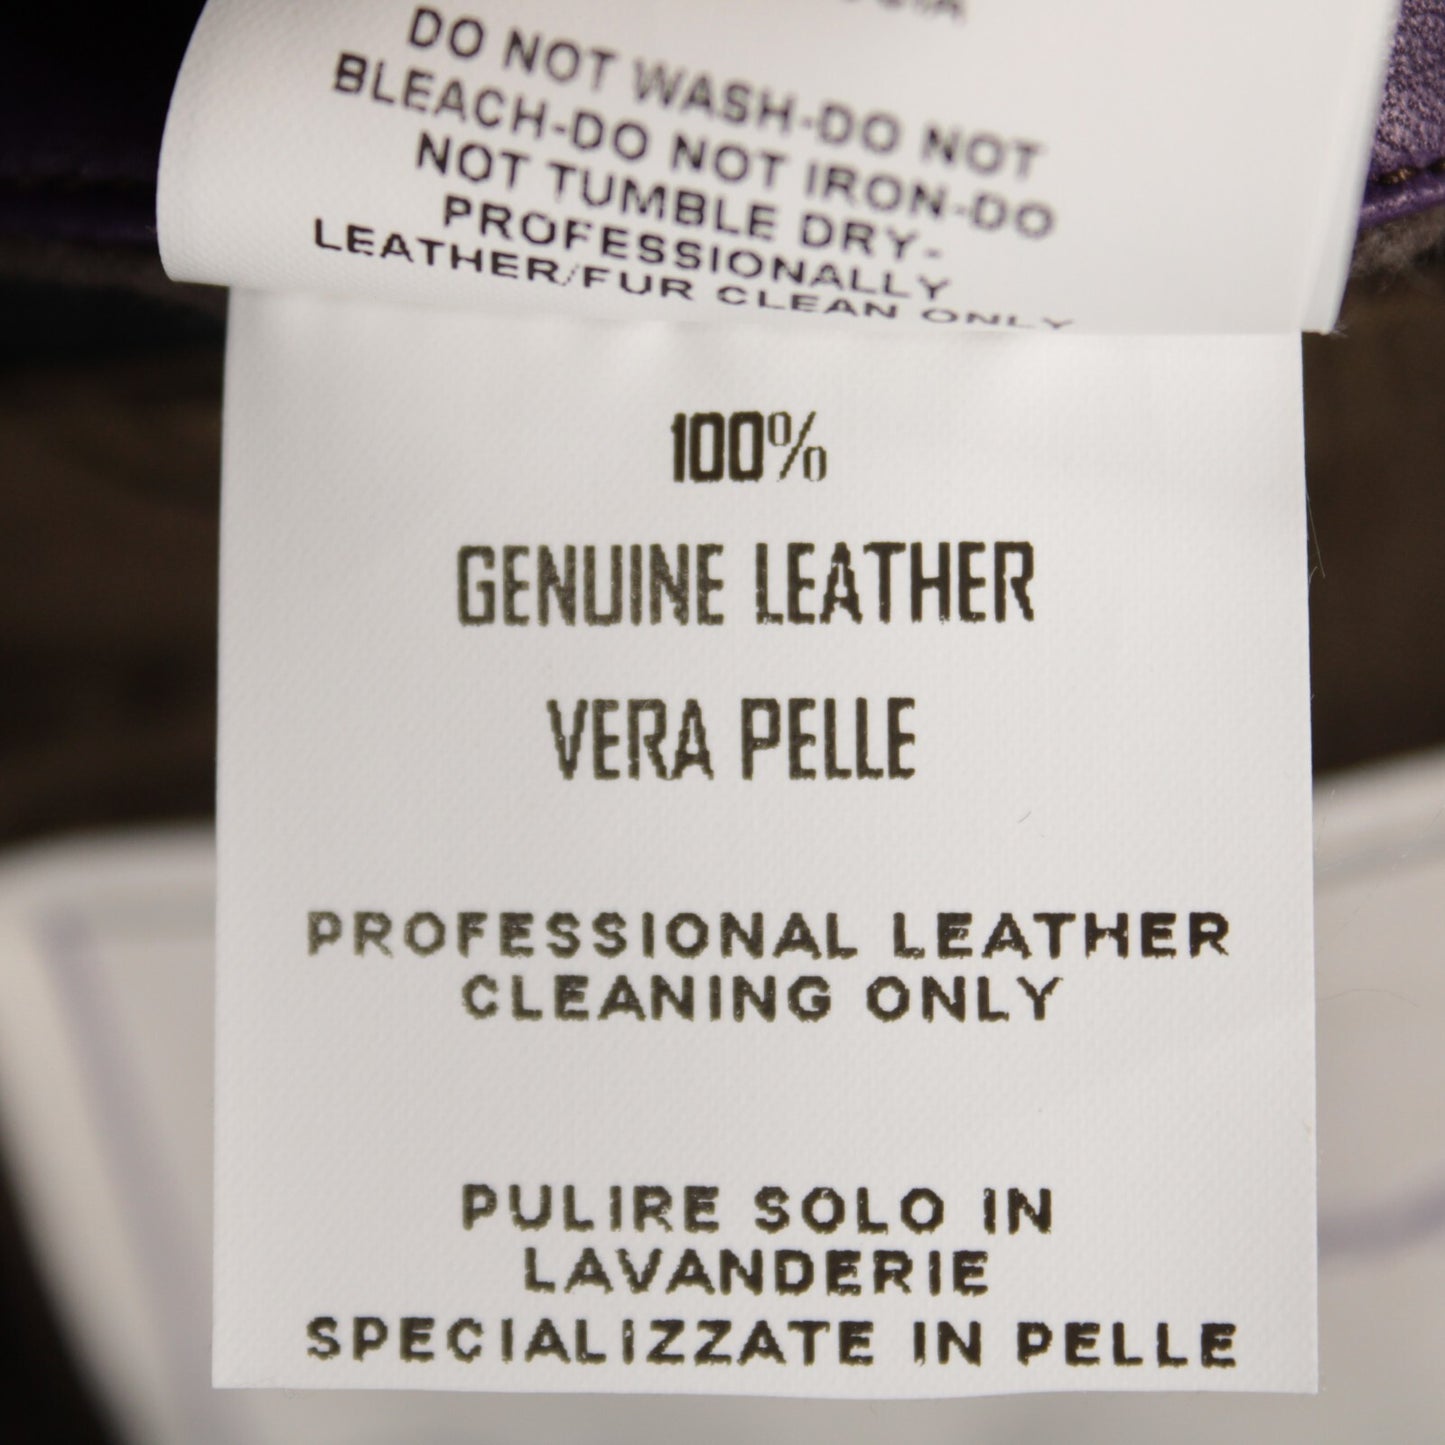 DO NOT WASH-DO NOT
BLEACH-DO NOT IRON-DO
NOT TUMBLE DRY-
PROFESSIONALLY
LEATHER/FUR CLEAN ONLY
100%
GENUINE LEATHER
VERA PELLE
PROFESSIONAL LEATHER
CLEANING ONLY
PULIRE SOLO IN
LAVANDERIE
SPECIALIZZATE IN PELLE